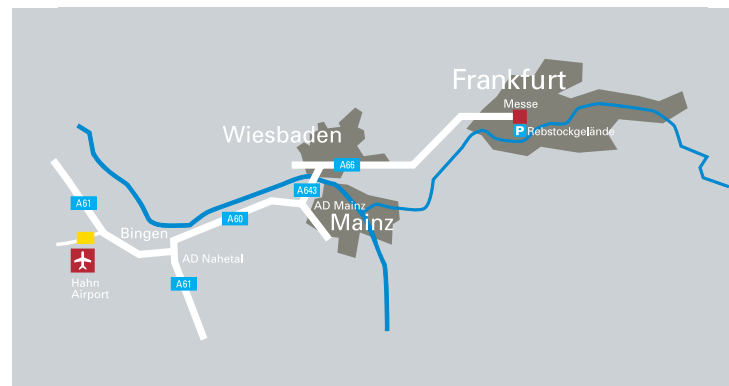 Frankfurt
Messe
P Rebstockgelände
Wiesbaden
A66
A643
A61
AD Mainz
Mainz
A60
Bingen
AD Nahetal
A61
Hahn
Airport